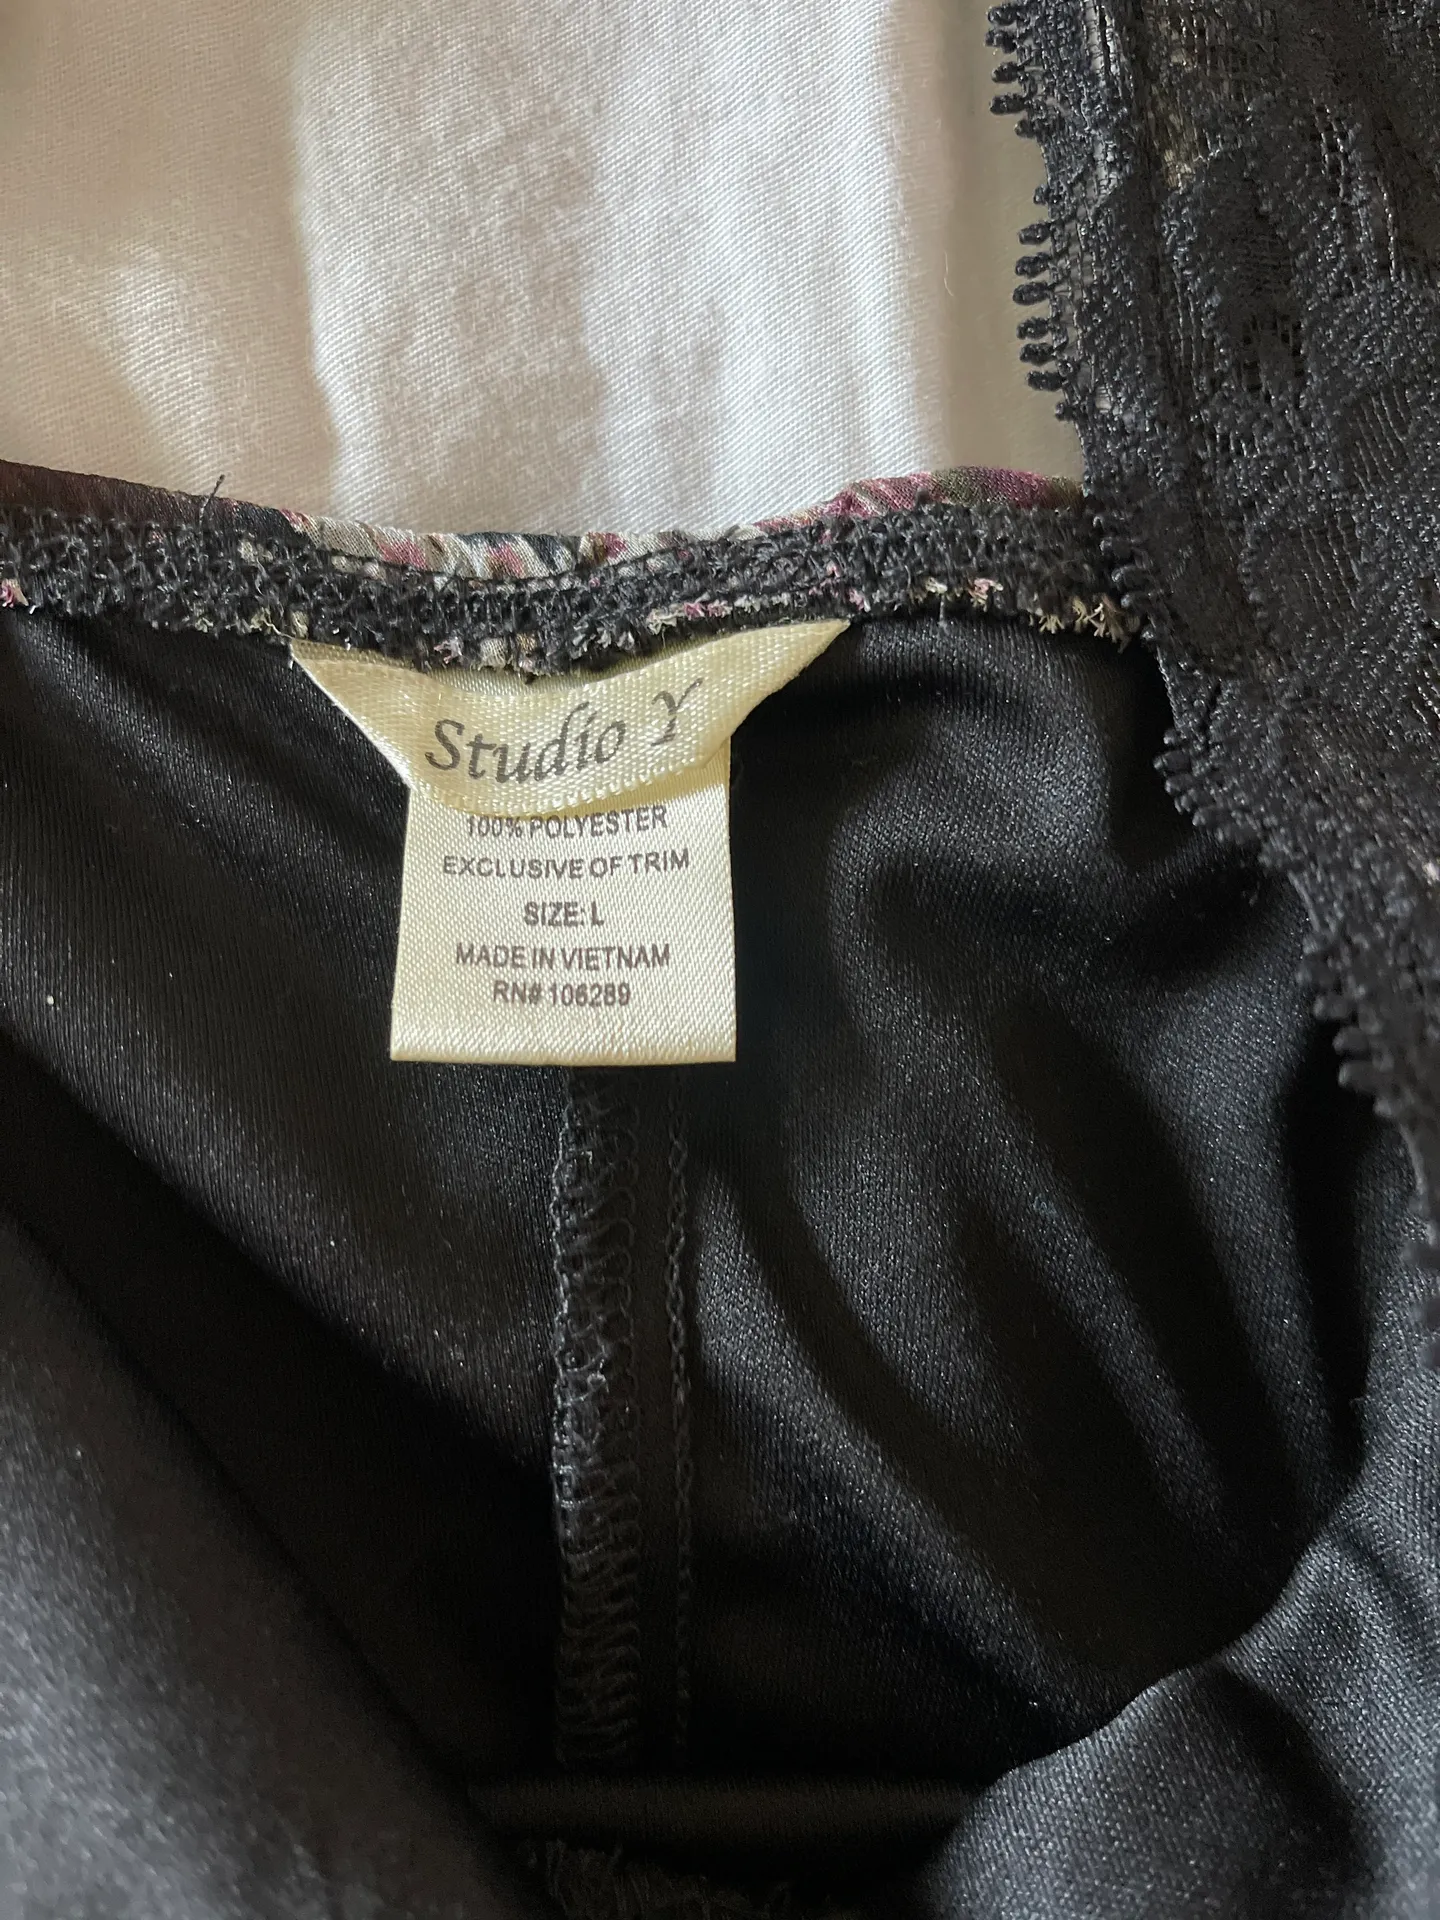 Studio Y
100% POLYESTER
EXCLUSIVE OF TRIM
SIZE: L
MADE IN VIETNAM
RN# 106289